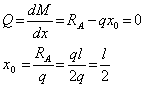 Q = dM/dx = R_A − qx_0 = 0
x_0 = R_A/q = ql/2q = l/2